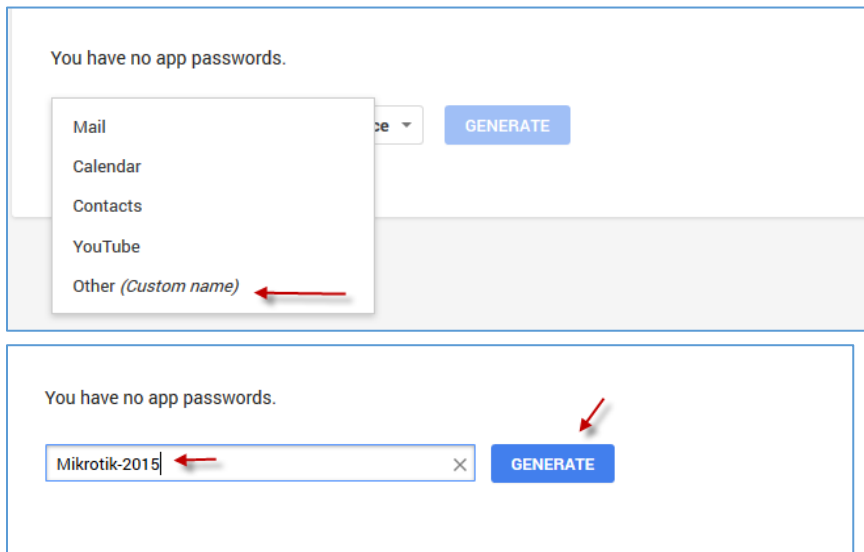 You have no app passwords.
Mail
ce GENERATE
Calendar
Contacts
YouTube
Other (Custom name)
You have no app passwords.
Mikrotik-2015 GENERATE